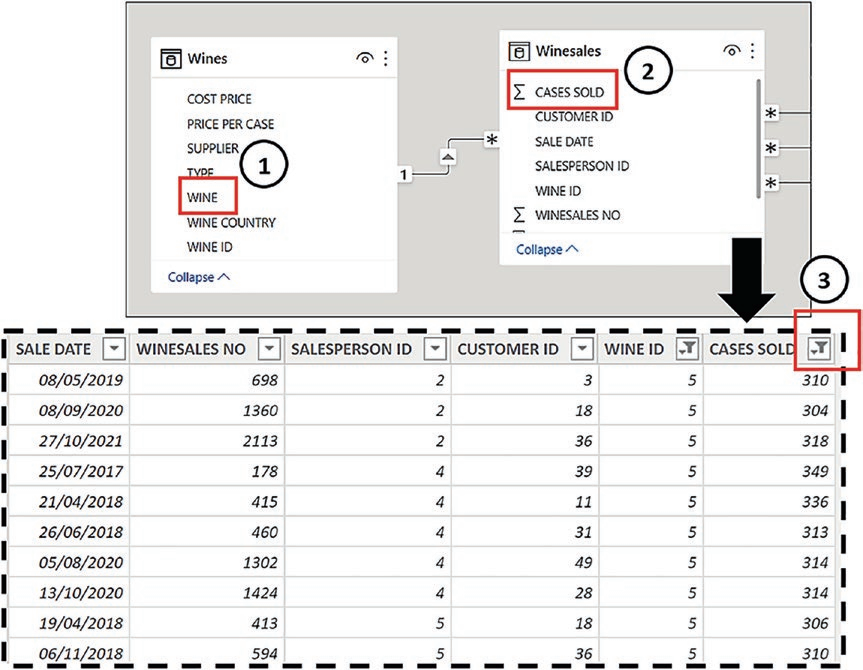 Wines
COST PRICE
PRICE PER CASE
SUPPLIER
TYPE
WINE
WINE COUNTRY
WINE ID
Collapse
1
1
Winesales
CASES SOLD
CUSTOMER ID
SALE DATE
SALESPERSON ID
WINE ID
WINESALES NO
Collapse
2
*
*
*
*
3
SALE DATE WINESALES NO SALESPERSON ID CUSTOMER ID WINE ID CASES SOLD
08/05/2019 698 2 3 5 310
08/09/2020 1360 2 18 5 304
27/10/2021 2113 2 36 5 318
25/07/2017 178 4 39 5 349
21/04/2018 415 4 11 5 336
26/06/2018 460 4 31 5 313
05/08/2020 1302 4 49 5 314
13/10/2020 1424 4 28 5 314
19/04/2018 413 5 18 5 306
06/11/2018 594 5 36 5 310